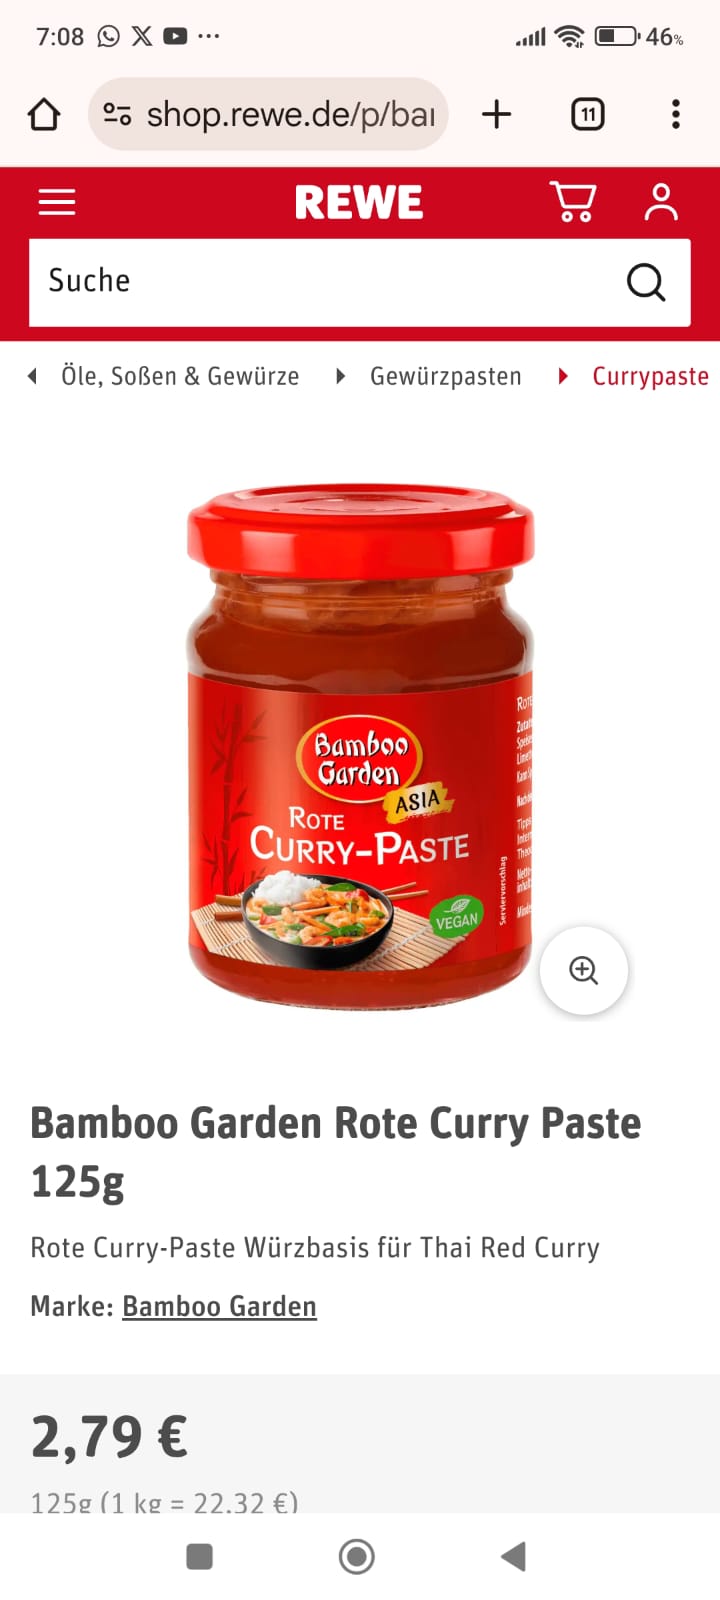 7:08
46%
shop.rewe.de/p/bar
11
REWE
Suche
Öle, Soßen & Gewürze
Gewürzpasten
Currypaste
Bamboo
Garden
ASIA
ROTE
CURRY-PASTE
VEGAN
Serviervorschlag
Bamboo Garden Rote Curry Paste
125g
Rote Curry-Paste Würzbasis für Thai Red Curry
Marke: Bamboo Garden
2,79 €
125g (1 kg = 22,32 €)